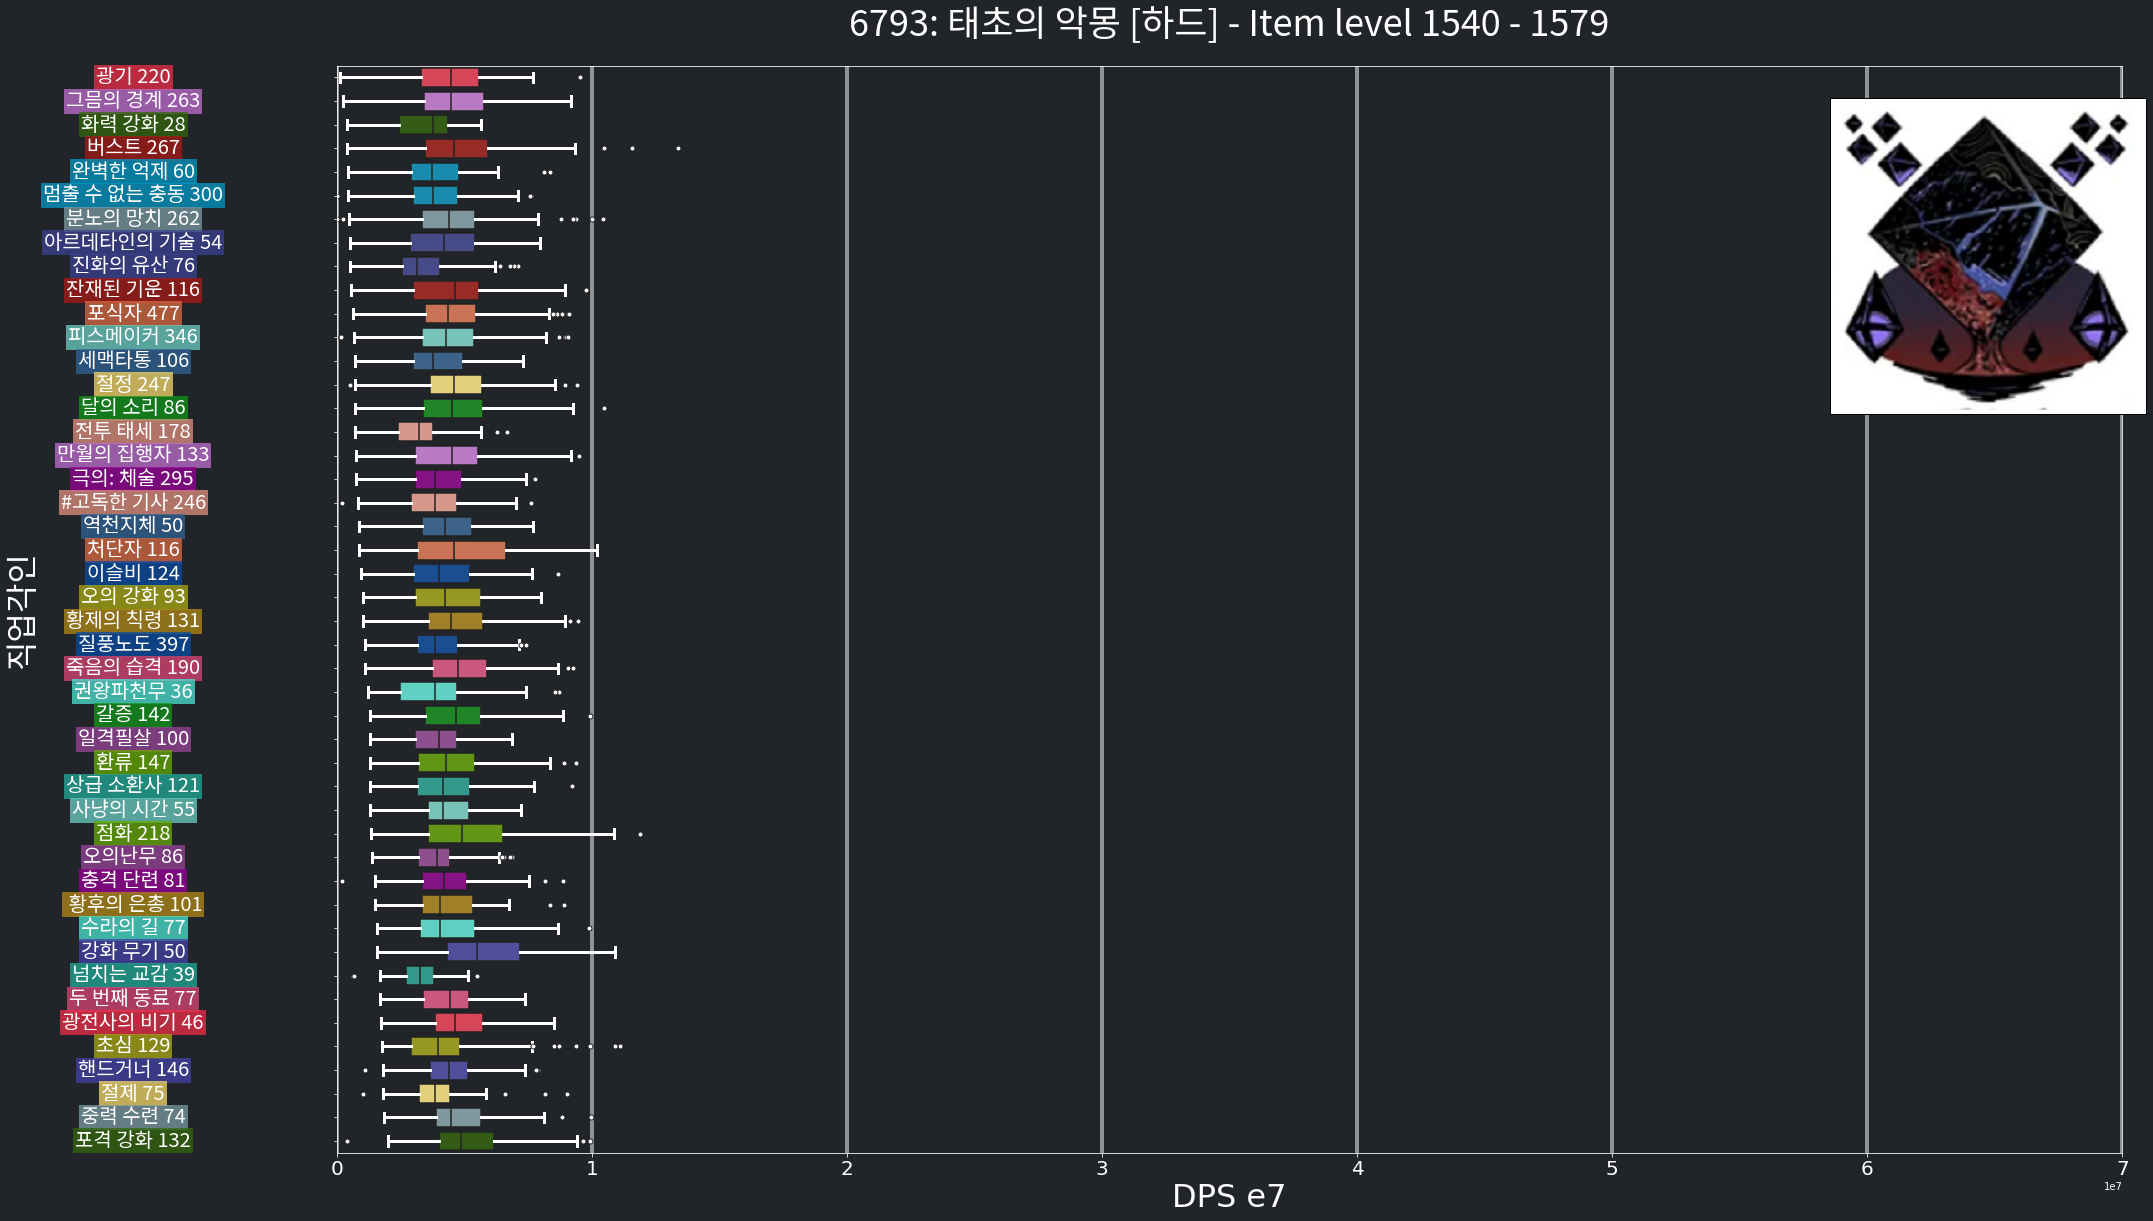 6793: 태초의 악몽 [하드] - Item level 1540 - 1579
직업각인
광기 220
그믐의 경계 263
화력 강화 28
버스트 267
완벽한 억제 60
멈출 수 없는 충동 300
분노의 망치 262
아르데타인의 기술 54
진화의 유산 76
잔재된 기운 116
포식자 477
피스메이커 346
세맥타통 106
절정 247
달의 소리 86
전투 태세 178
만월의 집행자 133
극의: 체술 295
#고독한 기사 246
역천지체 50
처단자 116
이슬비 124
오의 강화 93
황제의 칙령 131
질풍노도 397
죽음의 습격 190
권왕파천무 36
갈증 142
일격필살 100
환류 147
상급 소환사 121
사냥의 시간 55
점화 218
오의난무 86
충격 단련 81
황후의 은총 101
수라의 길 77
강화 무기 50
넘치는 교감 39
두 번째 동료 77
광전사의 비기 46
초심 129
핸드거너 146
절제 75
중력 수련 74
포격 강화 132
0 1 2 3 4 5 6 7
1e7
DPS e7